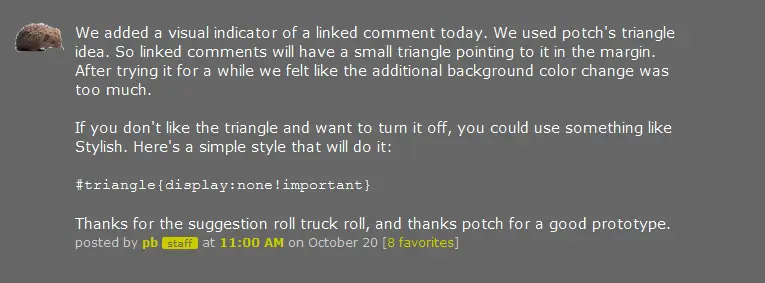 We added a visual indicator of a linked comment today. We used potch's triangle
idea. So linked comments will have a small triangle pointing to it in the margin.
After trying it for a while we felt like the additional background color change was
too much.
If you don't like the triangle and want to turn it off, you could use something like
Stylish. Here's a simple style that will do it:
#triangle{display:none!important}
Thanks for the suggestion roll truck roll, and thanks potch for a good prototype.
posted by pb staff at 11:00 AM on October 20 [8 favorites]